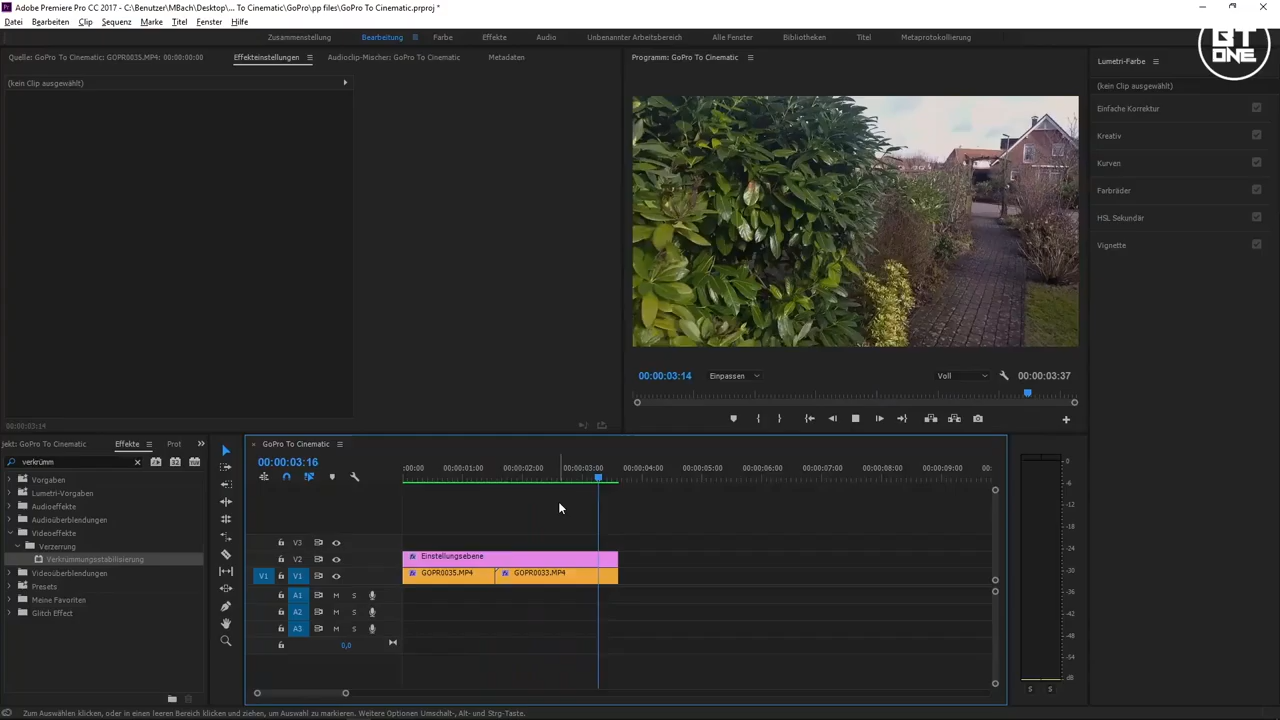 Adobe Premiere Pro CC 2017 - C:\Benutzer\MBach\Desktop\... To Cinematic\GoPro\pp files\GoPro To Cinematic.prproj *
Datei Bearbeiten Clip Sequenz Marke Titel Fenster Hilfe
BT ONE
Zusammenstellung Bearbeitung Farbe Effekte Audio Unbenannter Arbeitsbereich Alle Fenster Bibliotheken Titel Metaprotokollierung
Quelle: GoPro To Cinematic: GOPR0035.MP4: 00:00:00:00 Effekteinstellungen Audioclip-Mischer: GoPro To Cinematic Metadaten Programm: GoPro To Cinematic Lumetri-Farbe
(kein Clip ausgewählt) (kein Clip ausgewählt)
Einfache Korrektur
Kreativ
Kurven
Farbräder
HSL Sekundär
Vignette
00:00:03:14 Einpassen Voll 00:00:03:37
00:00:03:14
jekt: GoPro To Cinematic Effekte Prot GoPro To Cinematic
verkrümm 00:00:03:16 :00:00 00:00:01:00 00:00:02:00 00:00:03:00 00:00:04:00 00:00:05:00 00:00:06:00 00:00:07:00 00:00:08:00 00:00:09:00 00:
Vorgaben
Lumetri-Vorgaben
Audioeffekte
Audioüberblendungen
Videoeffekte
Verzerrung
Verkrümmungsstabilisierung
Videoüberblendungen
Presets
Meine Favoriten
Glitch Effect
V3
V2 Einstellungsebene
V1 V1 GOPR0035.MP4 GOPR0033.MP4
A1 M S
A2 M S
A3 M S
0,0
0
-6
-12
-18
-24
-30
-36
-42
-48
-54
dB
S S
Zum Auswählen klicken, oder in einen leeren Bereich klicken und ziehen, um Auswahl zu markieren. Weitere Optionen Umschalt-, Alt- und Strg-Taste.